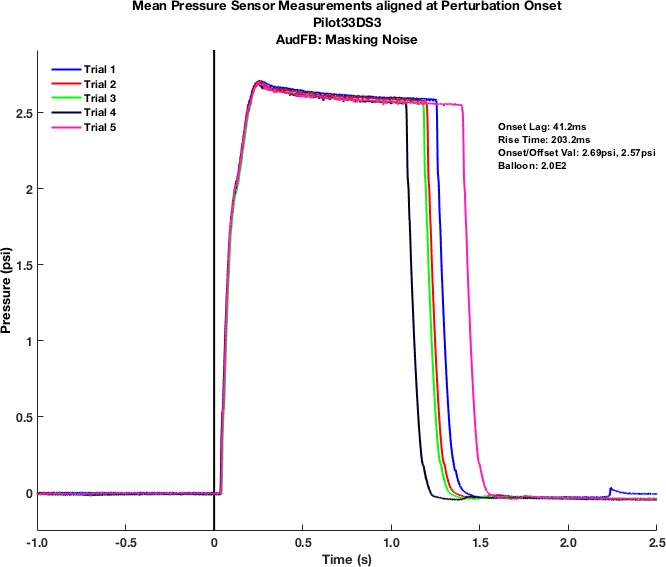 Mean Pressure Sensor Measurements aligned at Perturbation Onset
Pilot33DS3
AudFB: Masking Noise
Trial 1
Trial 2
Trial 3
Trial 4
Trial 5
Onset Lag: 41.2ms
Rise Time: 203.2ms
Onset/Offset Val: 2.69psi, 2.57psi
Balloon: 2.0E2
Pressure (psi)
2.5
2
1.5
1
0.5
0
-1.0 -0.5 0 0.5 1.0 1.5 2.0 2.5
Time (s)